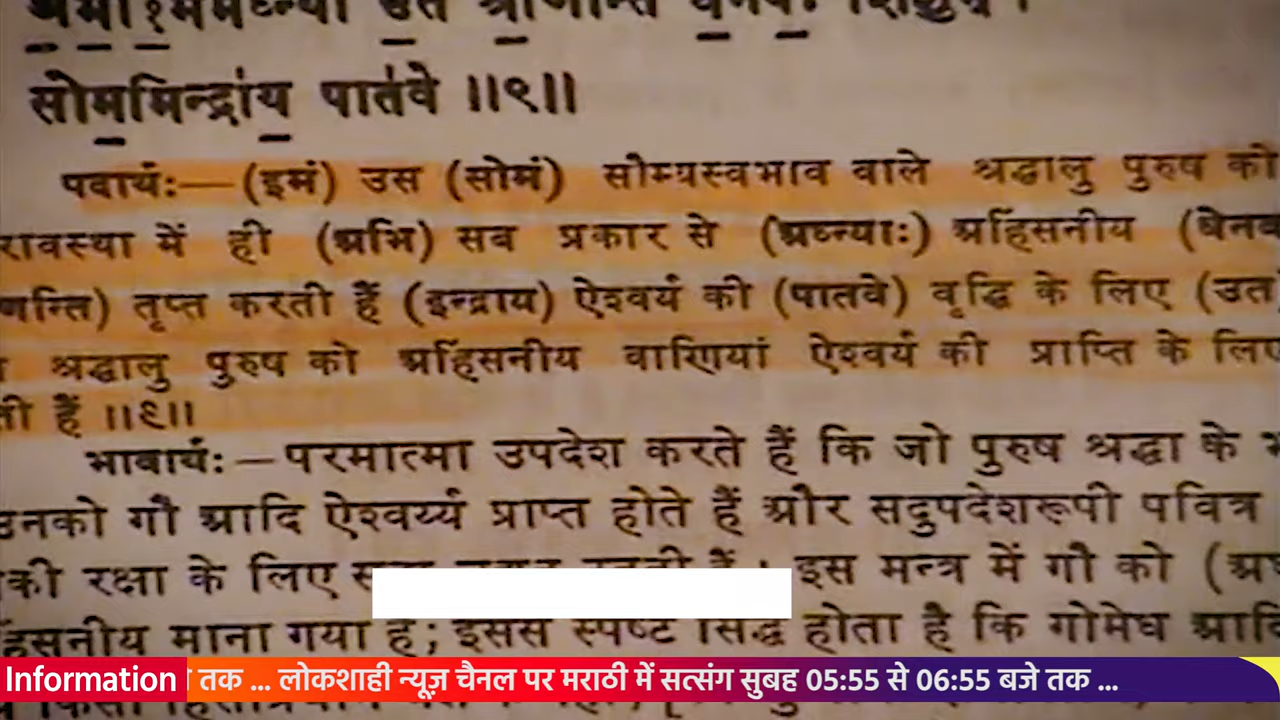 सोममिन्द्राय पातवे ॥९॥
पदार्थः—(इमं) उस (सोमं) सौम्यस्वभाव वाले श्रद्धालु पुरुष को
रावस्था में ही (अभि) सब प्रकार से (अघ्न्याः) अहिंसनीय (धेनव
णन्ति) तृप्त करती हैं (इन्द्राय) ऐश्वर्य की (पातवे) वृद्धि के लिए (उत
श्रद्धालु पुरुष को अहिंसनीय वाणियां ऐश्वर्य की प्राप्ति के लिए
ती हैं ॥९॥
भावार्थः—परमात्मा उपदेश करते हैं कि जो पुरुष श्रद्धा के
उनको गौ आदि ऐश्वर्य्य प्राप्त होते हैं और सदुपदेशरूपी पवित्र
की रक्षा के लिए इस मन्त्र में गौ को
हिंसनीय माना गया है; इससे स्पष्ट सिद्ध होता है कि गोमेध आदि
Information तक ... लोकशाही न्यूज़ चैनल पर मराठी में सत्संग सुबह 05:55 से 06:55 बजे तक ...